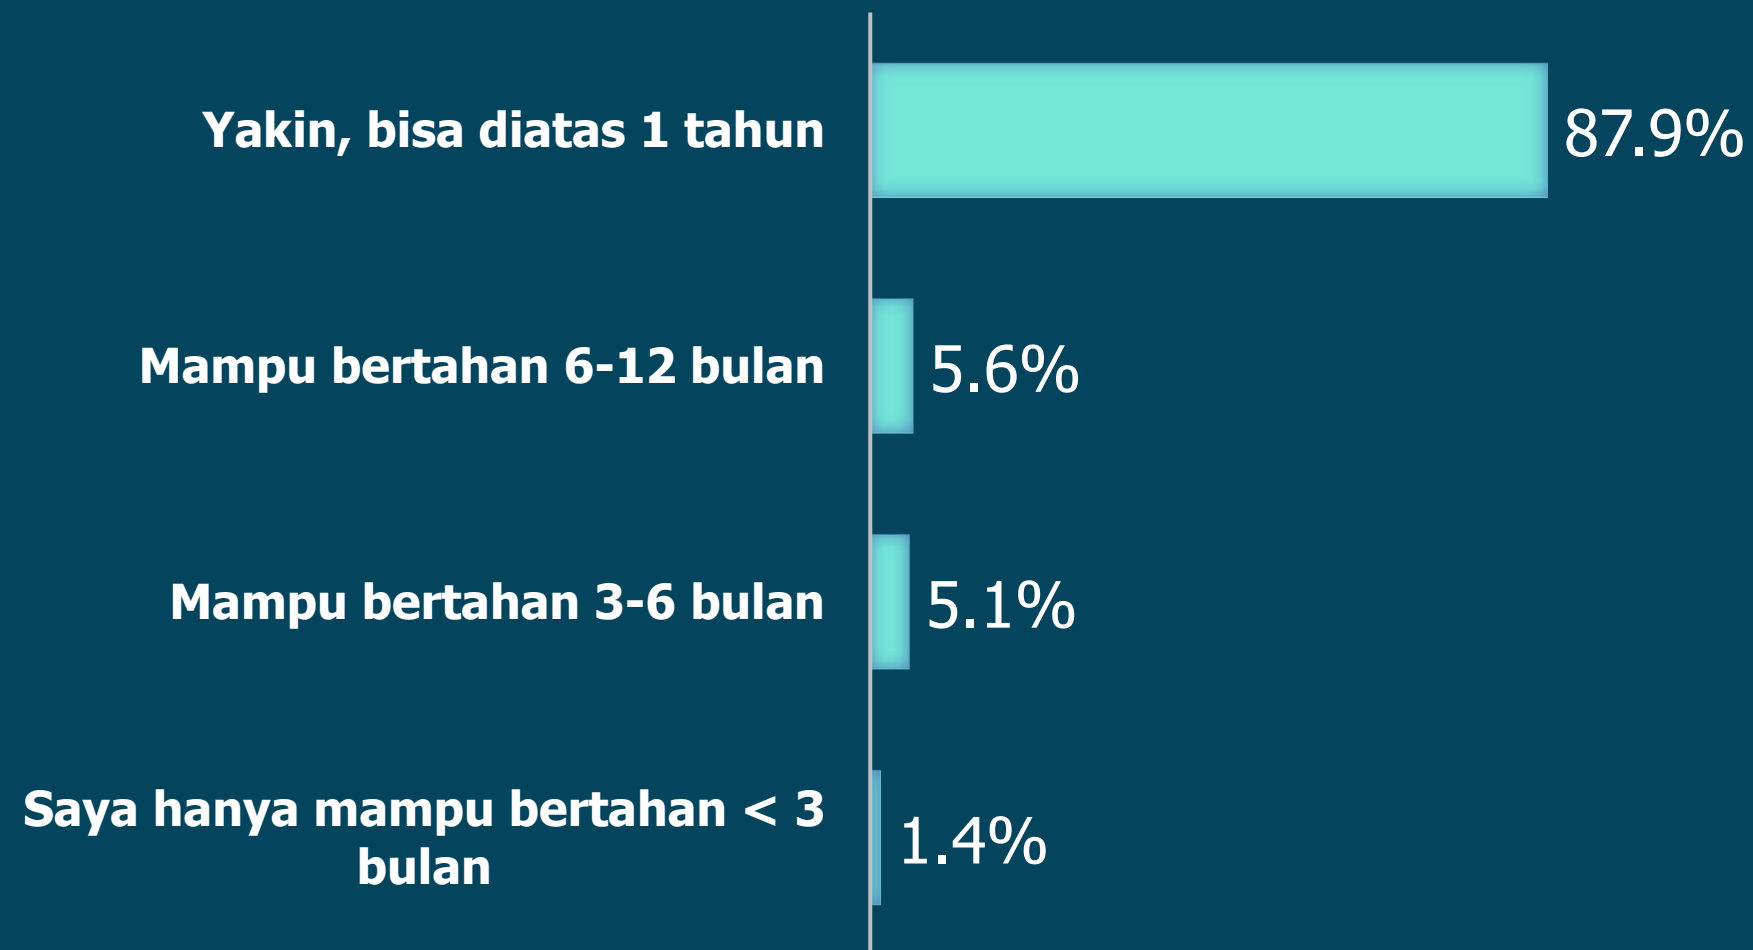 Yakin, bisa diatas 1 tahun
87.9%
Mampu bertahan 6-12 bulan
5.6%
Mampu bertahan 3-6 bulan
5.1%
Saya hanya mampu bertahan < 3
bulan
1.4%